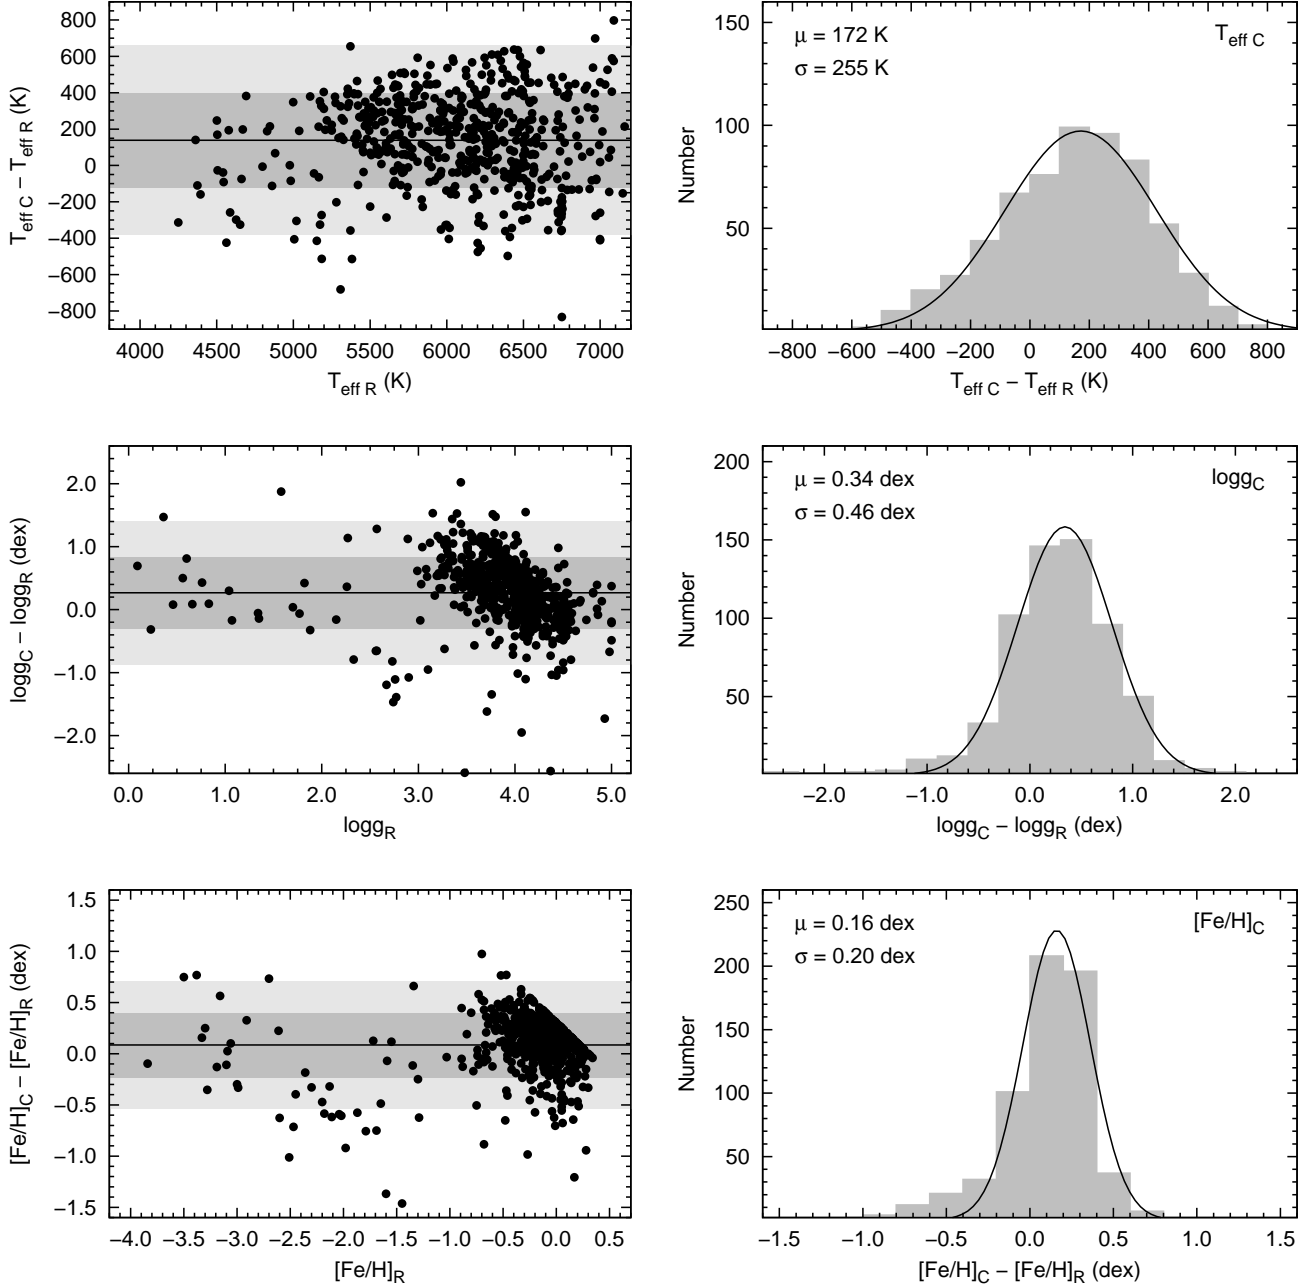 800
600
400
200
0
−200
−400
−600
−800
T_eff C − T_eff R (K)
4000 4500 5000 5500 6000 6500 7000
T_eff R (K)
150
100
50
Number
μ = 172 K
σ = 255 K
T_eff C
−800 −600 −400 −200 0 200 400 600 800
T_eff C − T_eff R (K)
2.0
1.0
0.0
−1.0
−2.0
logg_C − logg_R (dex)
0.0 1.0 2.0 3.0 4.0 5.0
logg_R
200
150
100
50
Number
μ = 0.34 dex
σ = 0.46 dex
logg_C
−2.0 −1.0 0.0 1.0 2.0
logg_C − logg_R (dex)
1.5
1.0
0.5
0.0
−0.5
−1.0
−1.5
[Fe/H]_C − [Fe/H]_R (dex)
−4.0 −3.5 −3.0 −2.5 −2.0 −1.5 −1.0 −0.5 0.0 0.5
[Fe/H]_R
250
200
150
100
50
Number
μ = 0.16 dex
σ = 0.20 dex
[Fe/H]_C
−1.5 −1.0 −0.5 0.0 0.5 1.0 1.5
[Fe/H]_C − [Fe/H]_R (dex)